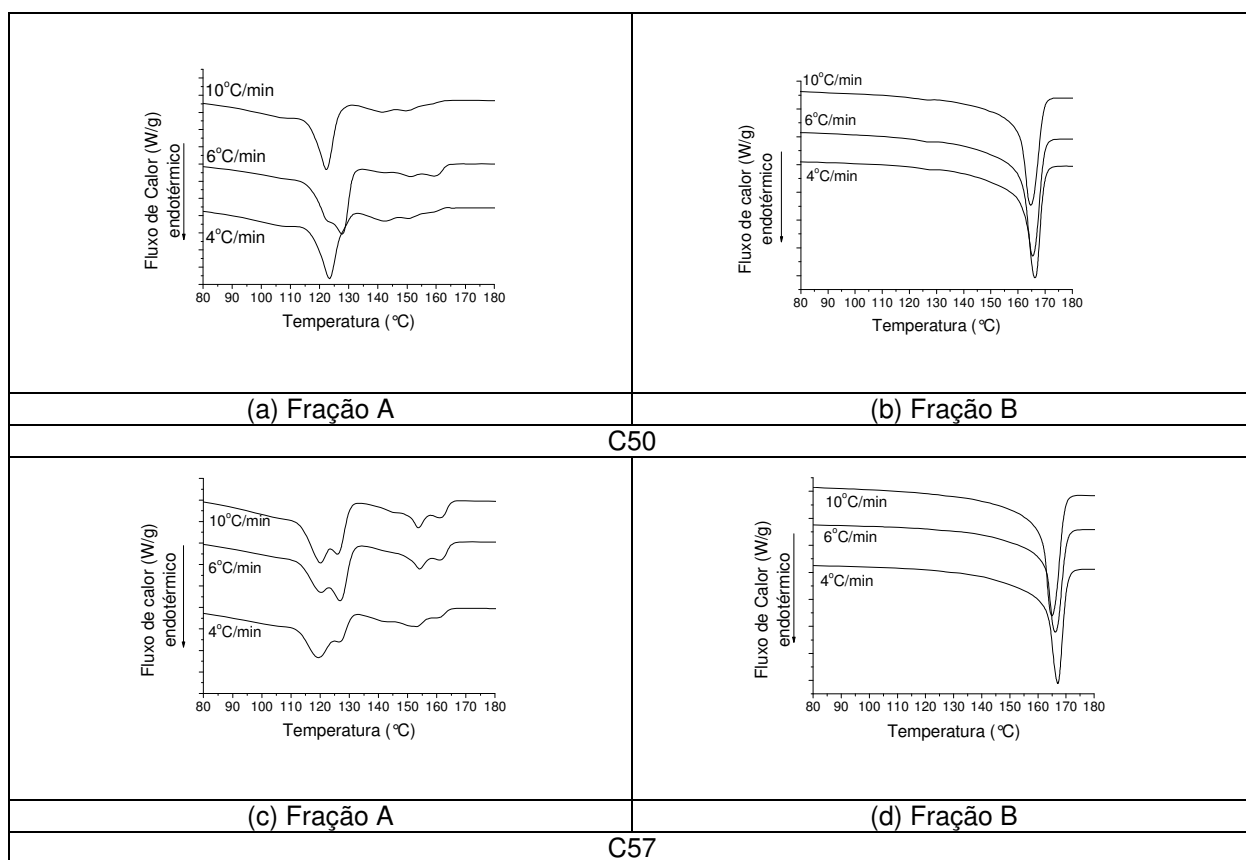 10°C/min
6°C/min
4°C/min
Fluxo de Calor (W/g)
endotérmico
80 90 100 110 120 130 140 150 160 170 180
Temperatura (°C)
(a) Fração A
10°C/min
6°C/min
4°C/min
Fluxo de calor (W/g)
endotérmico
80 90 100 110 120 130 140 150 160 170 180
Temperatura (°C)
(b) Fração B
C50
10°C/min
6°C/min
4°C/min
Fluxo de calor (W/g)
endotérmico
80 90 100 110 120 130 140 150 160 170 180
Temperatura (°C)
(c) Fração A
10°C/min
6°C/min
4°C/min
Fluxo de Calor (W/g)
endotérmico
80 90 100 110 120 130 140 150 160 170 180
Temperatura (°C)
(d) Fração B
C57